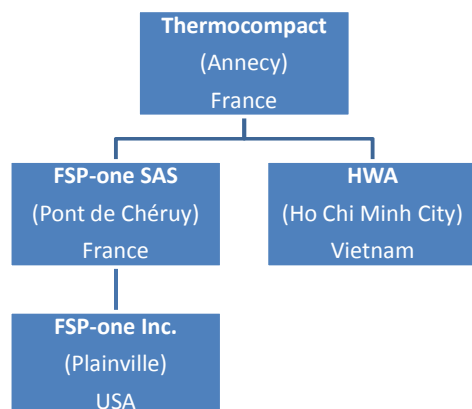 Thermocompact
(Annecy)
France
FSP-one SAS
(Pont de Chéruy)
France
HWA
(Ho Chi Minh City)
Vietnam
FSP-one Inc.
(Plainville)
USA